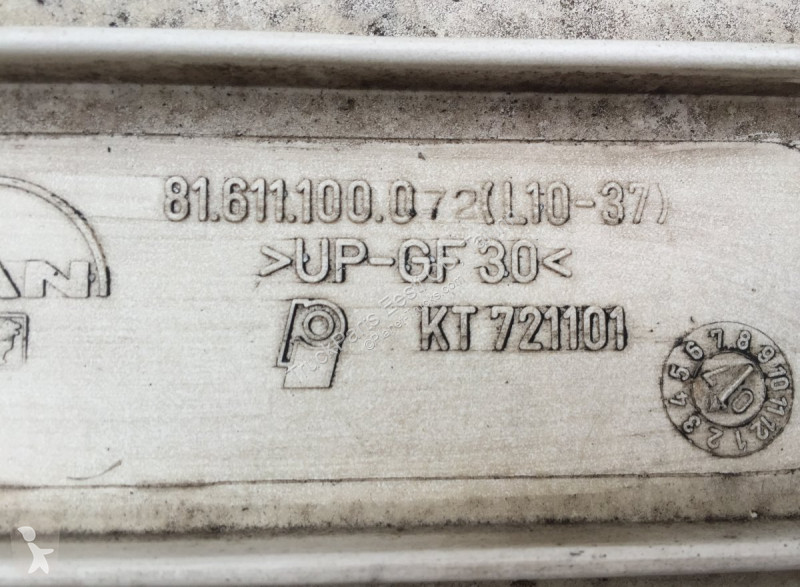 81.611.100.072(L10-37)
>UP-GF 30<
AN
KT 721101
1 2 3 4 5 6 7 8 9 10 11 12